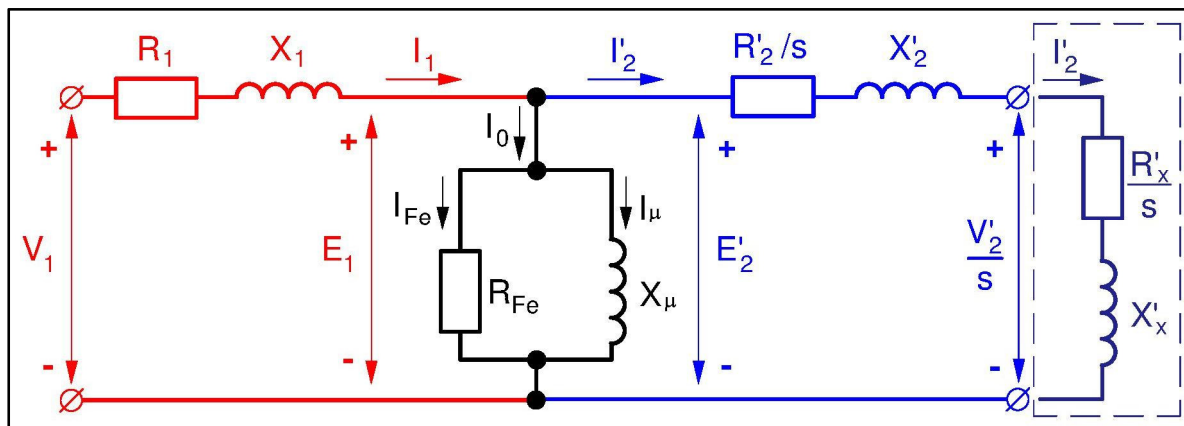 R1
X1
I1
I'2
R'2/s
X'2
I'2
I0
+
+
+
+
IFe
Iμ
R'x
s
V1
E1
RFe
Xμ
E'2
V'2
s
X'x
-
-
-
-